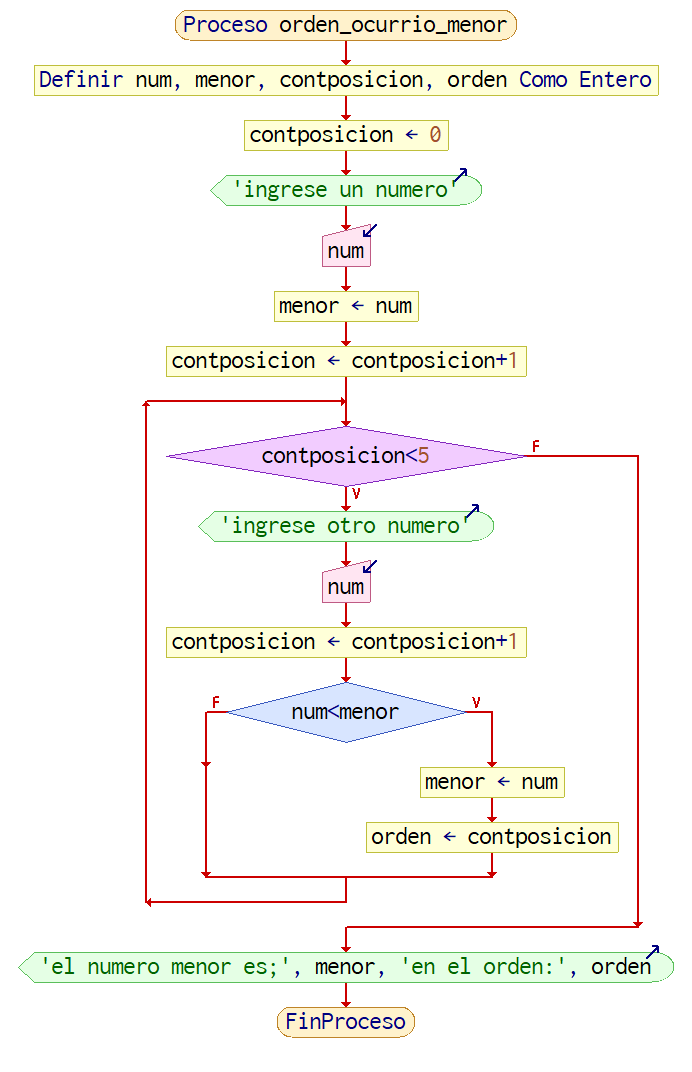 Proceso orden_ocurrio_menor
Definir num, menor, contposicion, orden Como Entero
contposicion ← 0
'ingrese un numero'
num
menor ← num
contposicion ← contposicion+1
contposicion<5
F
V
'ingrese otro numero'
num
contposicion ← contposicion+1
F
V
num<menor
menor ← num
orden ← contposicion
'el numero menor es;', menor, 'en el orden:', orden
FinProceso